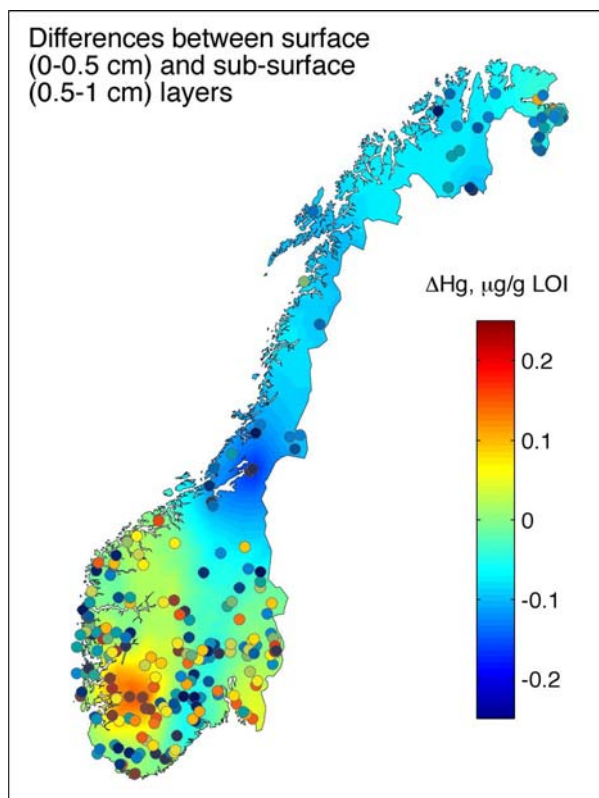 Differences between surface
(0-0.5 cm) and sub-surface
(0.5-1 cm) layers
ΔHg, µg/g LOI
0.2
0.1
0
-0.1
-0.2